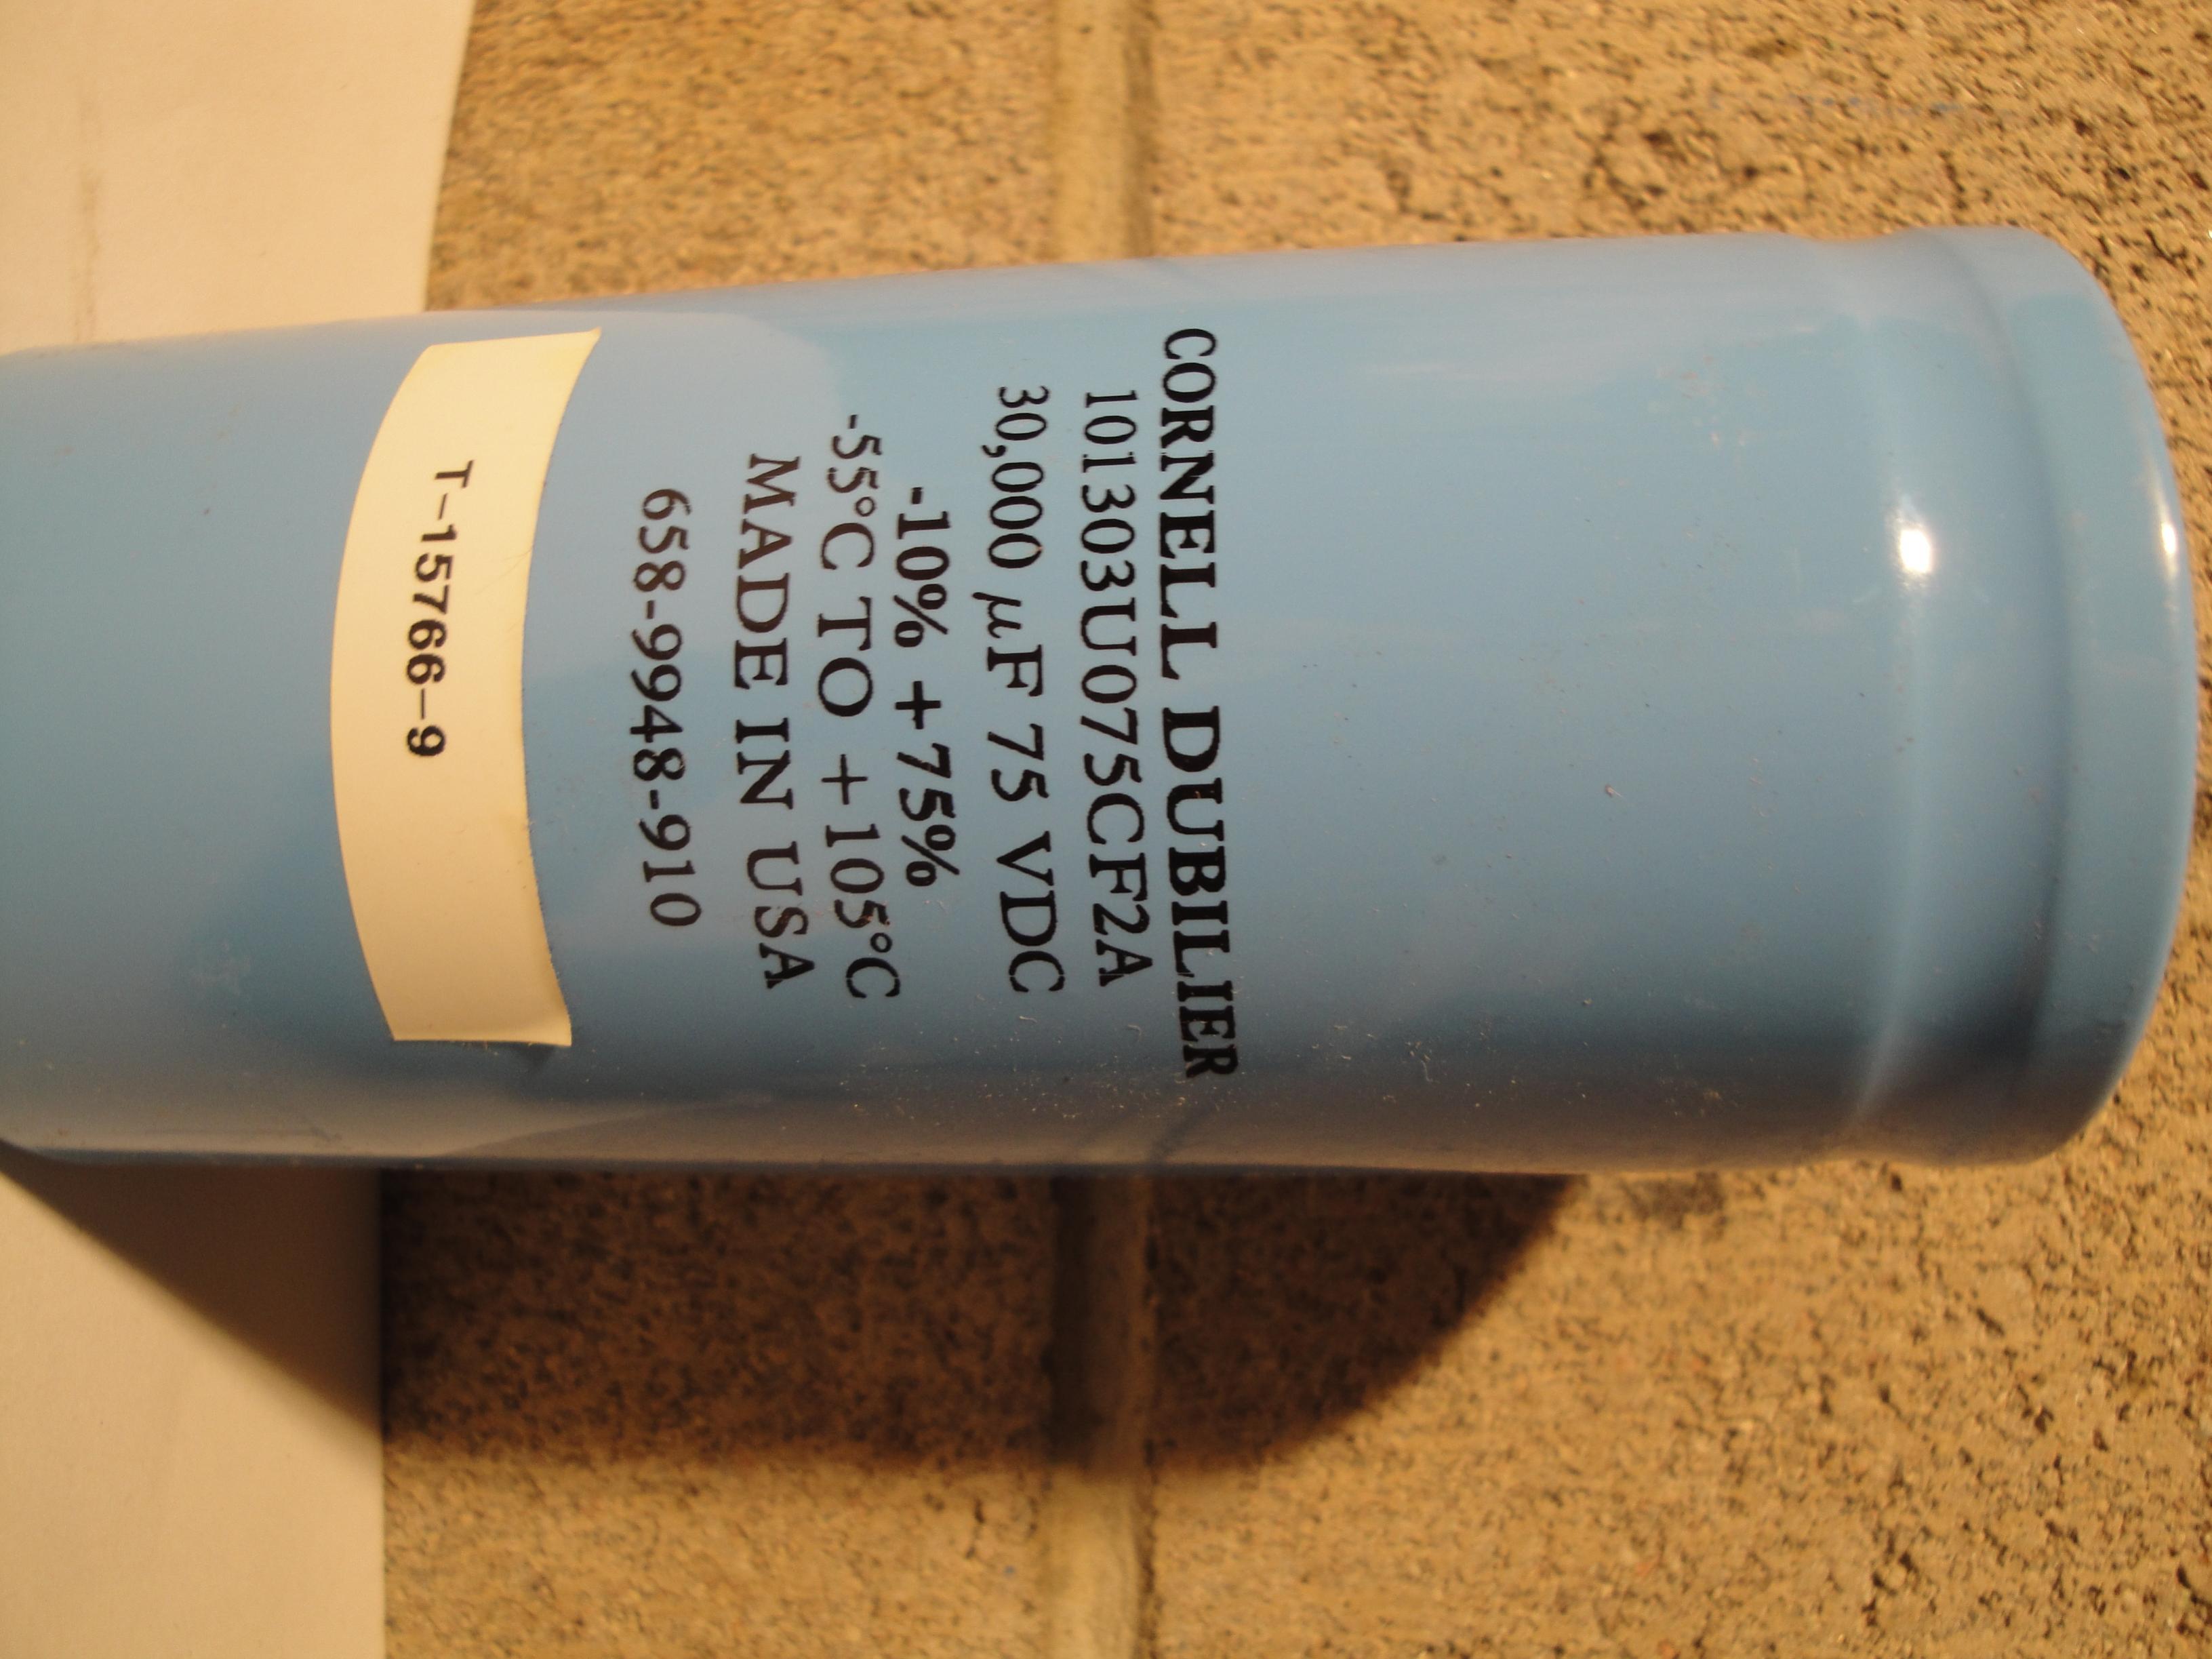 CORNELL DUBILIER
101303U075CF2A
30,000 µF 75 VDC
-10% +75%
-55°C TO +105°C
MADE IN USA
658-9948-910
T-15766-9